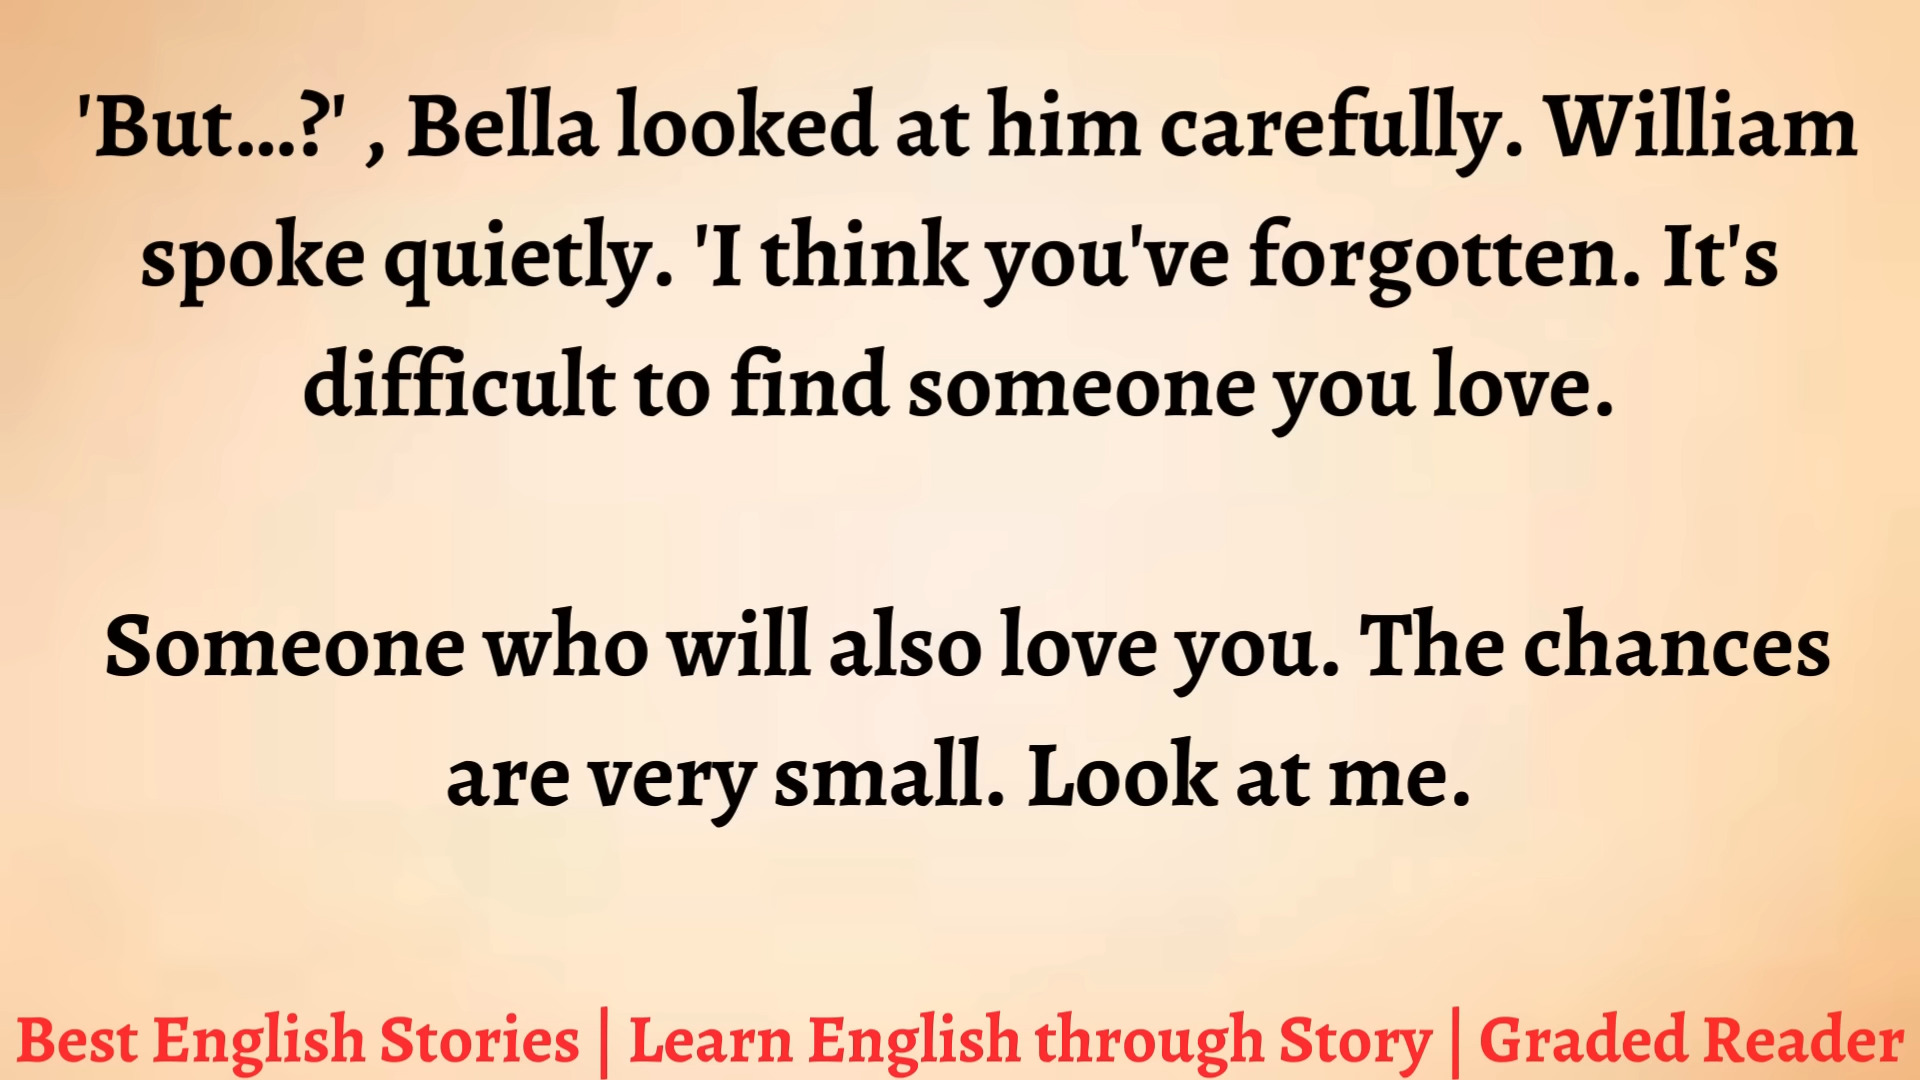 'But...?' , Bella looked at him carefully. William
spoke quietly. 'I think you've forgotten. It's
difficult to find someone you love.
Someone who will also love you. The chances
are very small. Look at me.
Best English Stories | Learn English through Story | Graded Reader